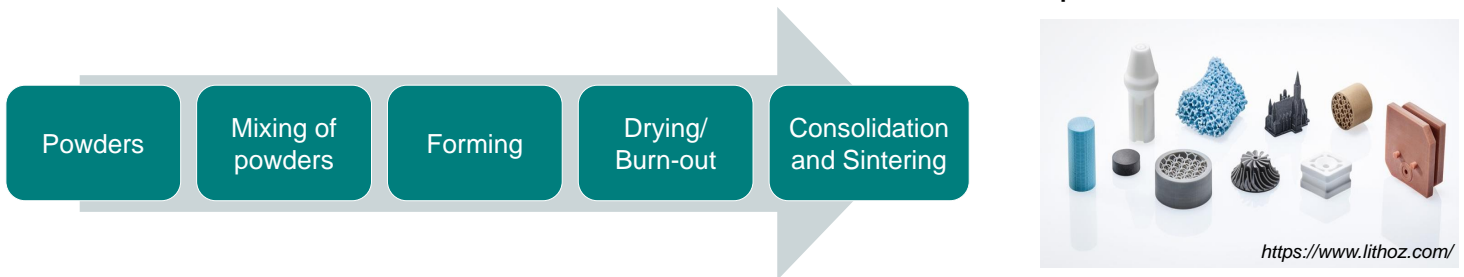 Powders
Mixing of
powders
Forming
Drying/
Burn-out
Consolidation
and Sintering
https://www.lithoz.com/